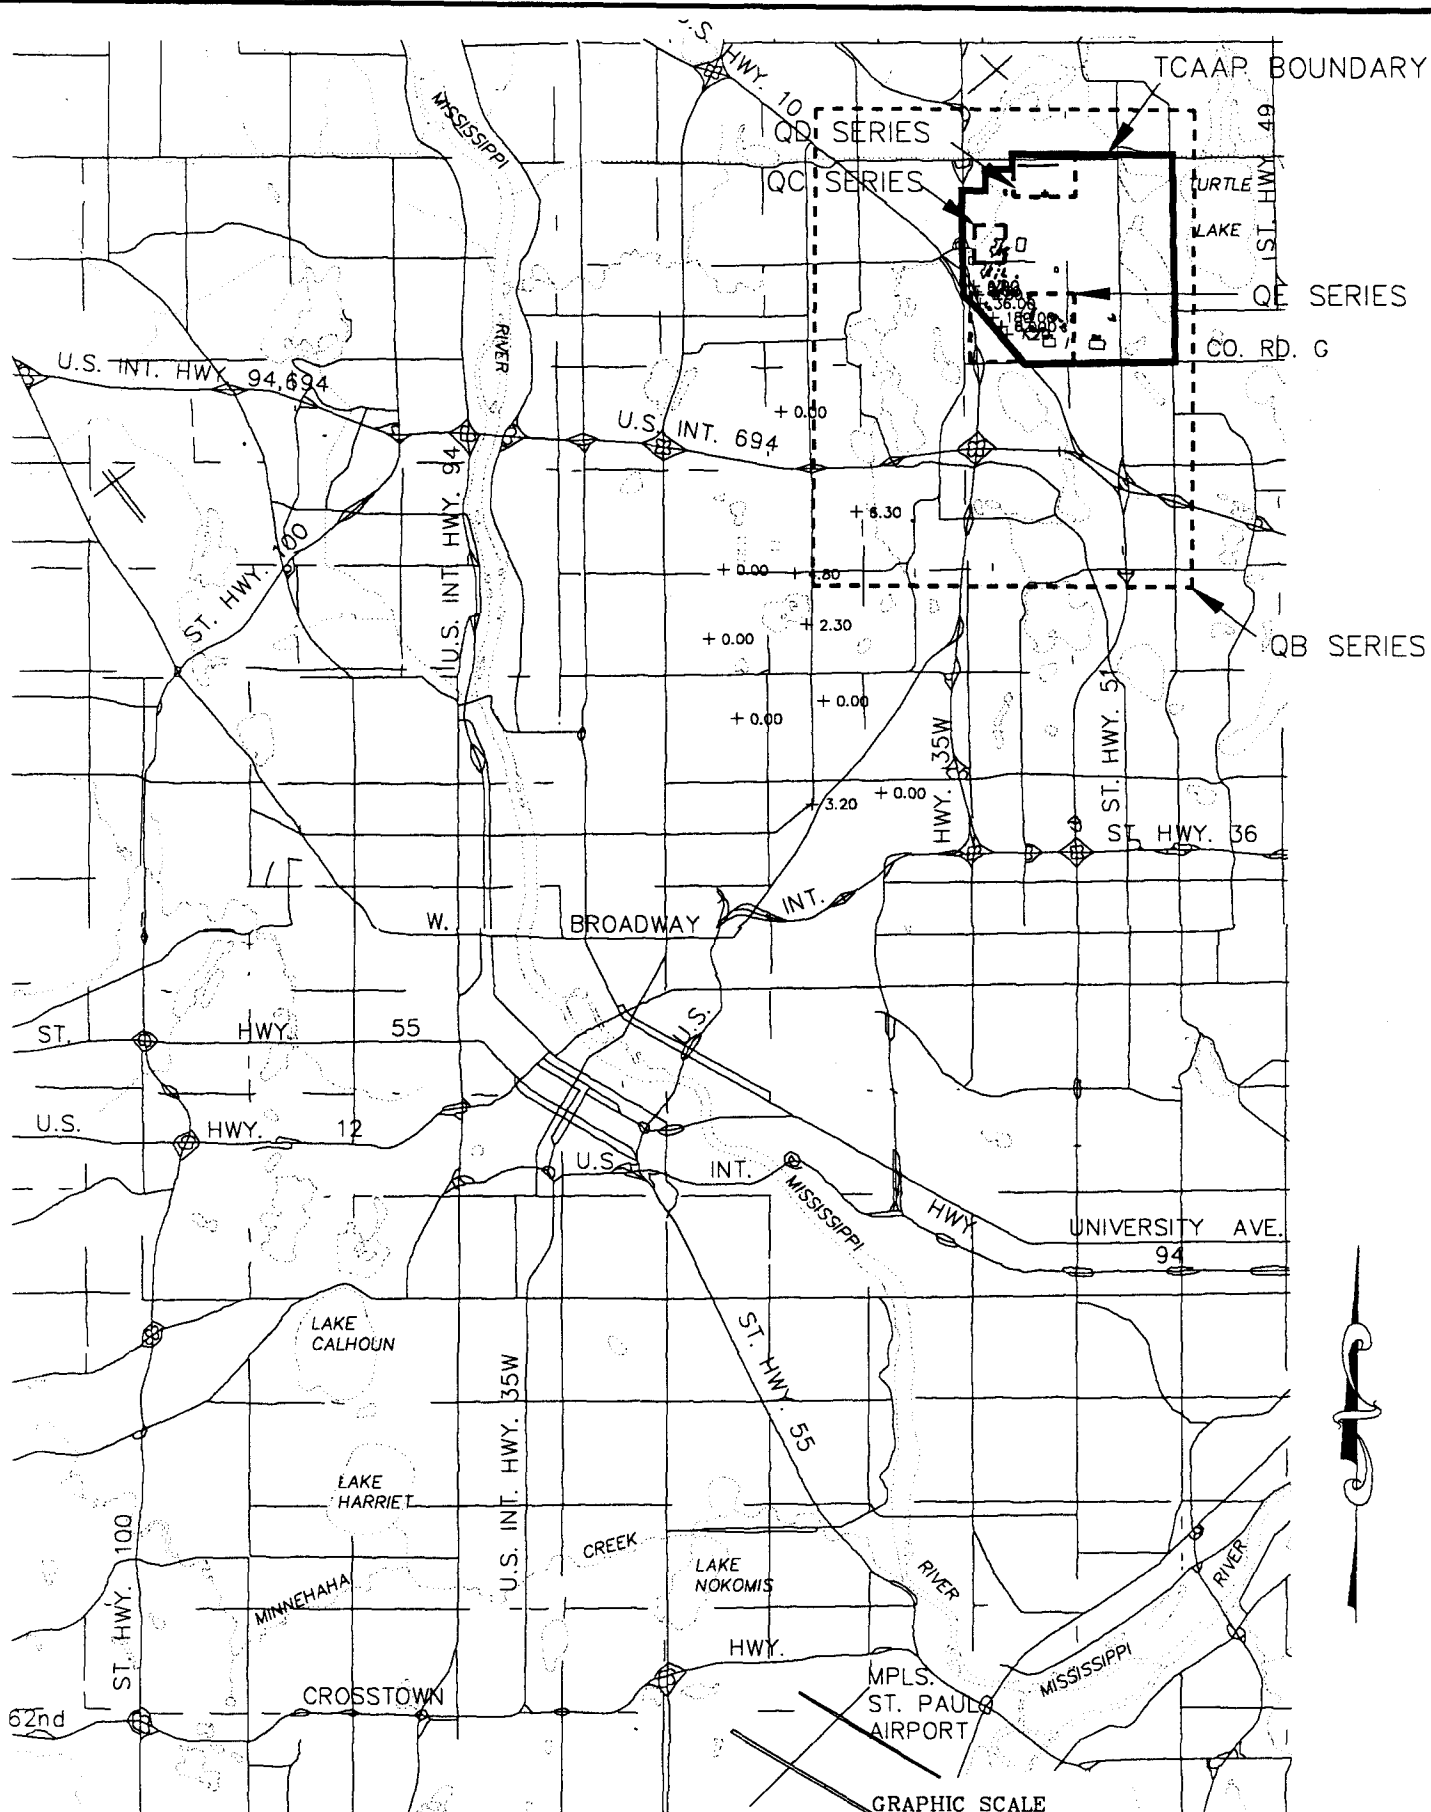 U.S. HWY. 10
TCAAP BOUNDARY
MISSISSIPPI
ST. HWY 49
QD SERIES
QC SERIES
TURTLE
LAKE
QE SERIES
36.00
RIVER
CO. RD. G
U.S. INT. HWY 94,694
+ 0.00
U.S. INT. 694
U.S. INT HWY. 94
+ 6.30
ST. HWY. 100
+ 0.00
+ 2.30
+ 0.00
QB SERIES
+ 0.00
+ 0.00
ST. HWY. 51
HWY. 35W
+ 3.20
+ 0.00
ST. HWY. 36
INT.
W. BROADWAY
U.S.
ST. HWY. 55
U.S. HWY. 12
U.S. INT.
MISSISSIPPI
HWY
UNIVERSITY AVE.
94
LAKE
CALHOUN
ST. HWY. 55
U.S. INT. HWY. 35W
LAKE
HARRIET
ST. HWY. 100
CREEK
LAKE
NOKOMIS
RIVER
RIVER
MINNEHAHA
HWY.
MISSISSIPPI
MPLS.
ST. PAUL
AIRPORT
CROSSTOWN
62nd
GRAPHIC SCALE